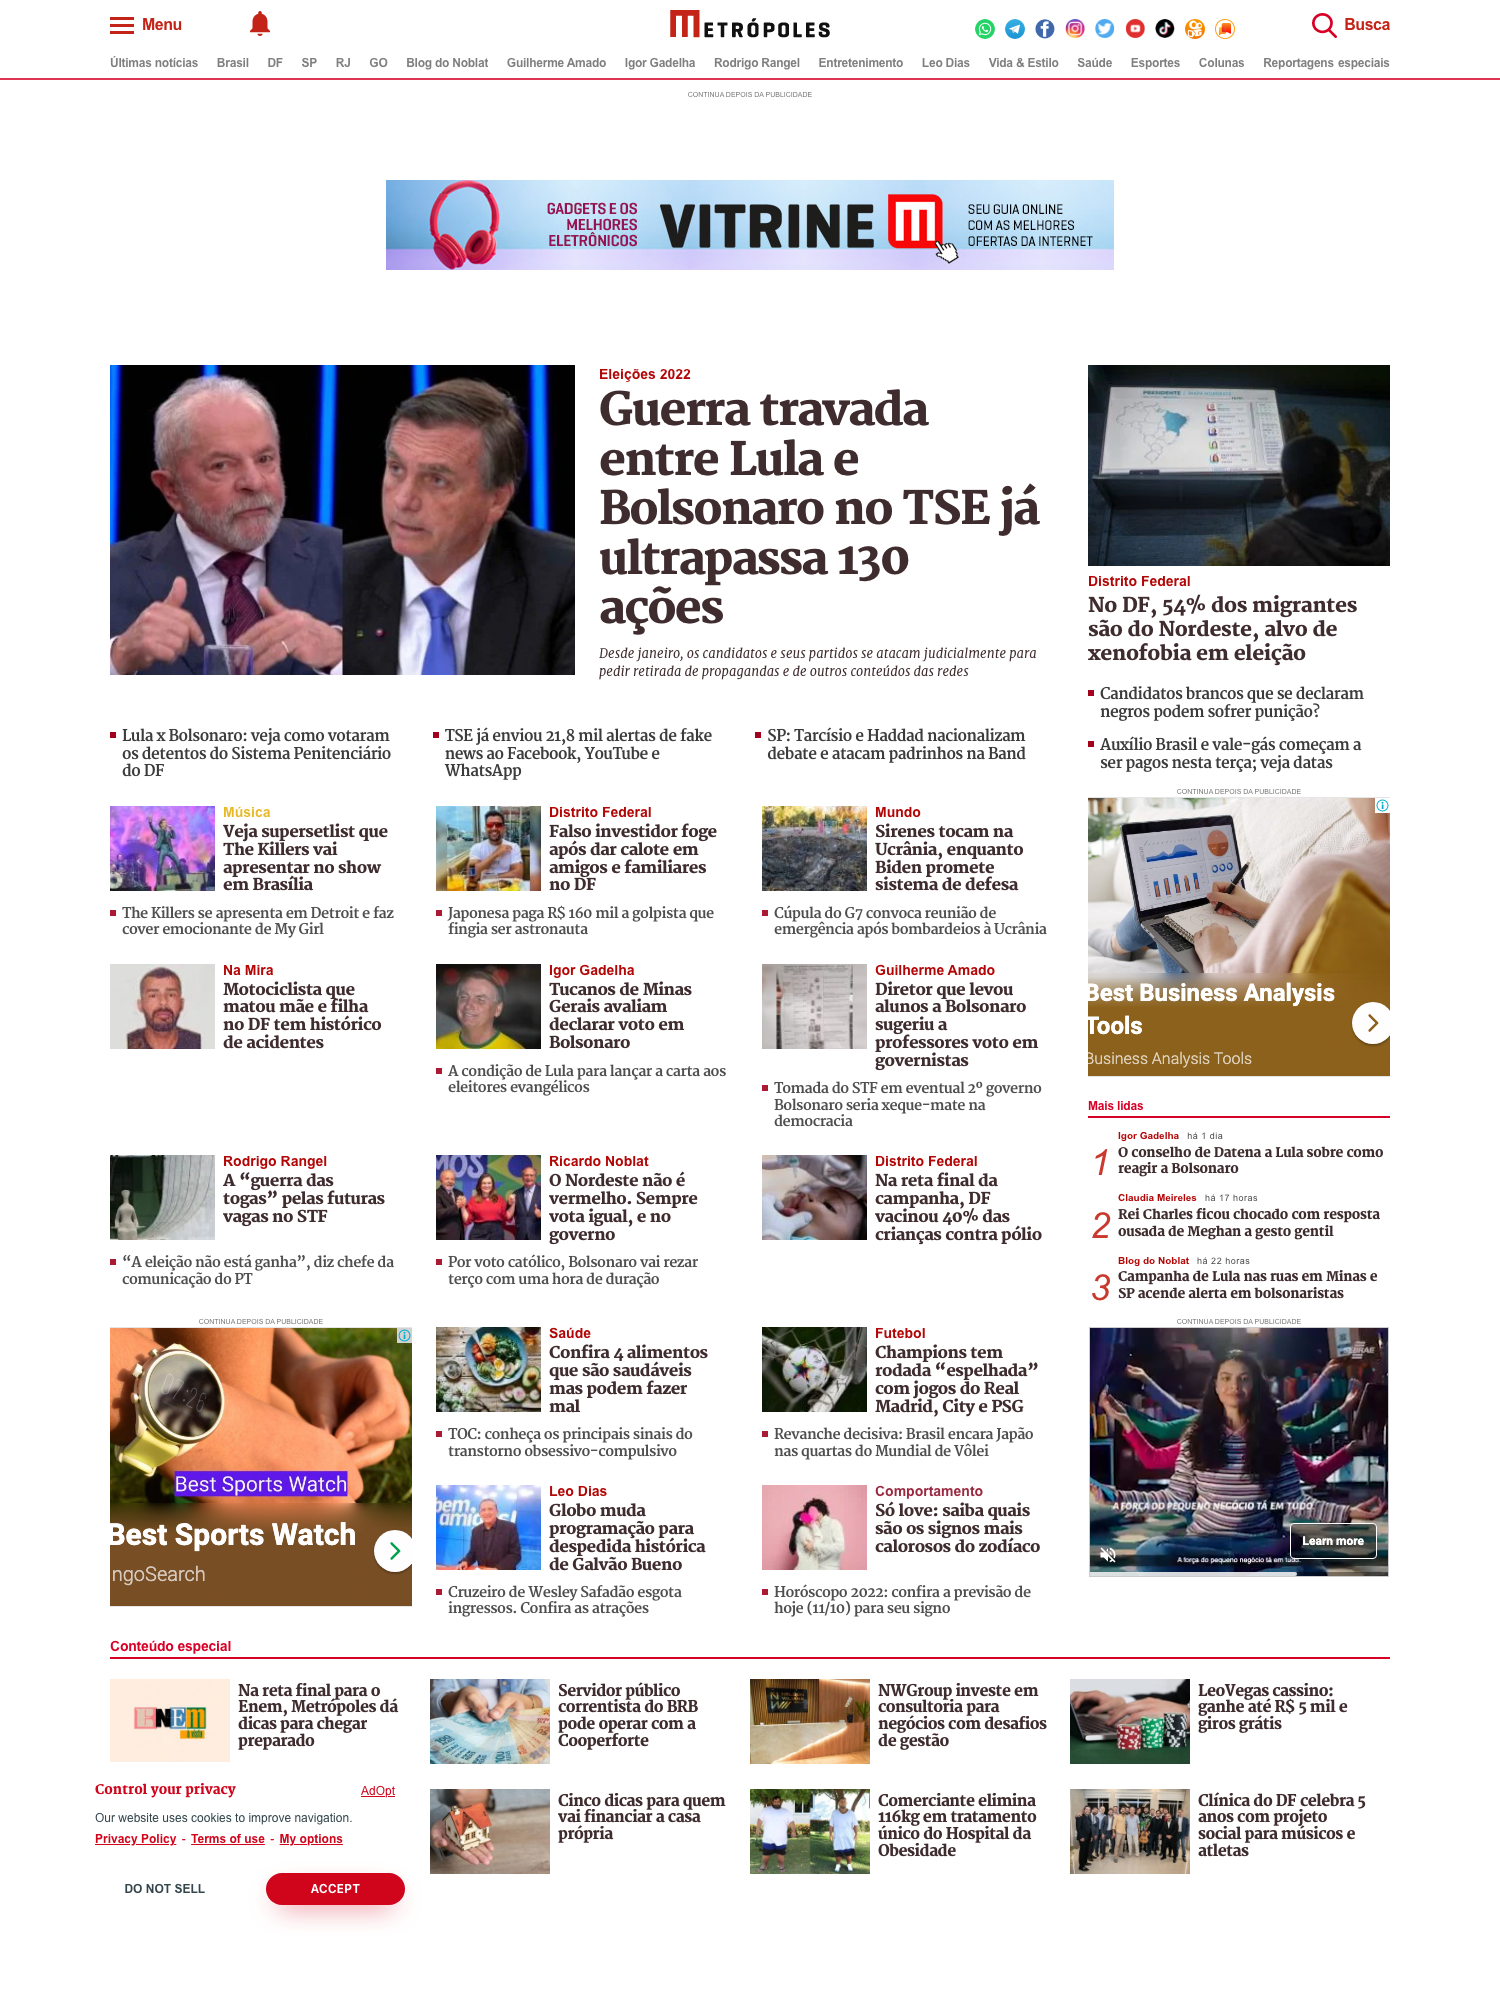 Menu
METRÓPOLES
Busca
Últimas notícias Brasil DF SP RJ GO Blog do Noblat Guilherme Amado Igor Gadelha Rodrigo Rangel Entretenimento Leo Dias Vida & Estilo Saúde Esportes Colunas Reportagens especiais
CONTINUA DEPOIS DA PUBLICIDADE
GADGETS E OS
MELHORES
ELETRÔNICOS
VITRINE
SEU GUIA ONLINE
COM AS MELHORES
OFERTAS DA INTERNET
Eleições 2022
Guerra travada
entre Lula e
Bolsonaro no TSE já
ultrapassa 130
ações
Desde janeiro, os candidatos e seus partidos se atacam judicialmente para
pedir retirada de propagandas e de outros conteúdos das redes
Distrito Federal
No DF, 54% dos migrantes
são do Nordeste, alvo de
xenofobia em eleição
Candidatos brancos que se declaram
negros podem sofrer punição?
Auxílio Brasil e vale-gás começam a
ser pagos nesta terça; veja datas
Lula x Bolsonaro: veja como votaram
os detentos do Sistema Penitenciário
do DF
TSE já enviou 21,8 mil alertas de fake
news ao Facebook, YouTube e
WhatsApp
SP: Tarcísio e Haddad nacionalizam
debate e atacam padrinhos na Band
Música
Veja supersetlist que
The Killers vai
apresentar no show
em Brasília
The Killers se apresenta em Detroit e faz
cover emocionante de My Girl
Distrito Federal
Falso investidor foge
após dar calote em
amigos e familiares
no DF
Japonesa paga R$ 160 mil a golpista que
fingia ser astronauta
Mundo
Sirenes tocam na
Ucrânia, enquanto
Biden promete
sistema de defesa
Cúpula do G7 convoca reunião de
emergência após bombardeios à Ucrânia
Na Mira
Motociclista que
matou mãe e filha
no DF tem histórico
de acidentes
Igor Gadelha
Tucanos de Minas
Gerais avaliam
declarar voto em
Bolsonaro
A condição de Lula para lançar a carta aos
eleitores evangélicos
Guilherme Amado
Diretor que levou
alunos a Bolsonaro
sugeriu a
professores voto em
governistas
Tomada do STF em eventual 2º governo
Bolsonaro seria xeque-mate na
democracia
Rodrigo Rangel
A “guerra das
togas” pelas futuras
vagas no STF
“A eleição não está ganha”, diz chefe da
comunicação do PT
Ricardo Noblat
O Nordeste não é
vermelho. Sempre
vota igual, e no
governo
Por voto católico, Bolsonaro vai rezar
terço com uma hora de duração
Distrito Federal
Na reta final da
campanha, DF
vacinou 40% das
crianças contra pólio
CONTINUA DEPOIS DA PUBLICIDADE
Best Business Analysis
Tools
Business Analysis Tools
Mais lidas
1
Igor Gadelha há 1 dia
O conselho de Datena a Lula sobre como
reagir a Bolsonaro
2
Claudia Meireles há 17 horas
Rei Charles ficou chocado com resposta
ousada de Meghan a gesto gentil
3
Blog do Noblat há 22 horas
Campanha de Lula nas ruas em Minas e
SP acende alerta em bolsonaristas
CONTINUA DEPOIS DA PUBLICIDADE
Best Sports Watch
Best Sports Watch
ngoSearch
Saúde
Confira 4 alimentos
que são saudáveis
mas podem fazer
mal
TOC: conheça os principais sinais do
transtorno obsessivo-compulsivo
Futebol
Champions tem
rodada “espelhada”
com jogos do Real
Madrid, City e PSG
Revanche decisiva: Brasil encara Japão
nas quartas do Mundial de Vôlei
Leo Dias
Globo muda
programação para
despedida histórica
de Galvão Bueno
Cruzeiro de Wesley Safadão esgota
ingressos. Confira as atrações
Comportamento
Só love: saiba quais
são os signos mais
calorosos do zodíaco
Horóscopo 2022: confira a previsão de
hoje (11/10) para seu signo
CONTINUA DEPOIS DA PUBLICIDADE
A FORÇA DO PEQUENO NEGÓCIO TÁ EM TUDO
Learn more
A força do pequeno negócio tá em tudo.
Conteúdo especial
ENEM
Na reta final para o
Enem, Metrópoles dá
dicas para chegar
preparado
Servidor público
correntista do BRB
pode operar com a
Cooperforte
NWGroup investe em
consultoria para
negócios com desafios
de gestão
LeoVegas cassino:
ganhe até R$ 5 mil e
giros grátis
Cinco dicas para quem
vai financiar a casa
própria
Comerciante elimina
116kg em tratamento
único do Hospital da
Obesidade
Clínica do DF celebra 5
anos com projeto
social para músicos e
atletas
Control your privacy
AdOpt
Our website uses cookies to improve navigation.
Privacy Policy - Terms of use - My options
DO NOT SELL
ACCEPT